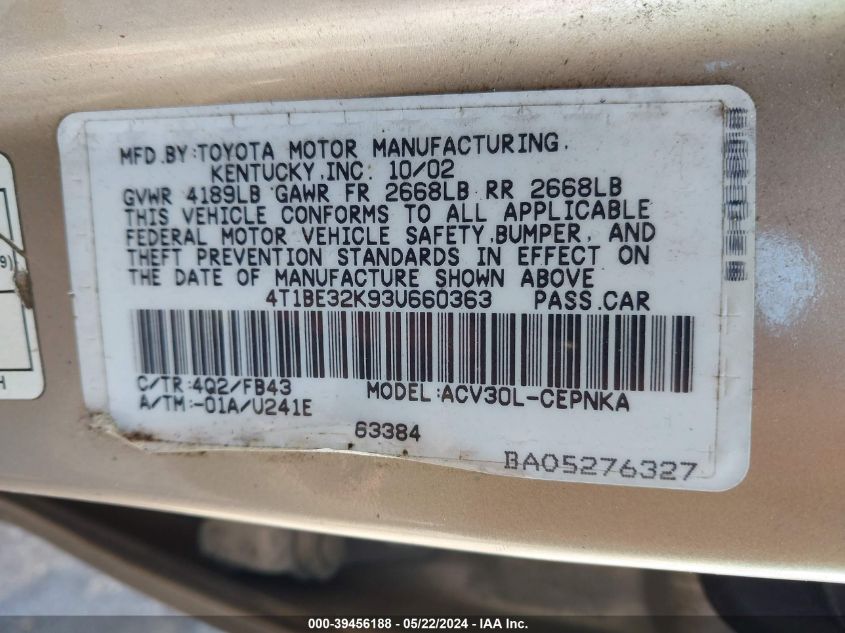 MFD.BY:TOYOTA MOTOR MANUFACTURING,
KENTUCKY,INC. 10/02
GVWR 4189LB GAWR FR 2668LB RR 2668LB
THIS VEHICLE CONFORMS TO ALL APPLICABLE
FEDERAL MOTOR VEHICLE SAFETY,BUMPER, AND
THEFT PREVENTION STANDARDS IN EFFECT ON
THE DATE OF MANUFACTURE SHOWN ABOVE
4T1BE32K93U660363 PASS.CAR
C/TR:4Q2/FB43 MODEL:ACV30L-CEPNKA
A/TM:-01A/U241E
63384
BA05276327
9)
H
000-39456188 - 05/22/2024 - IAA Inc.